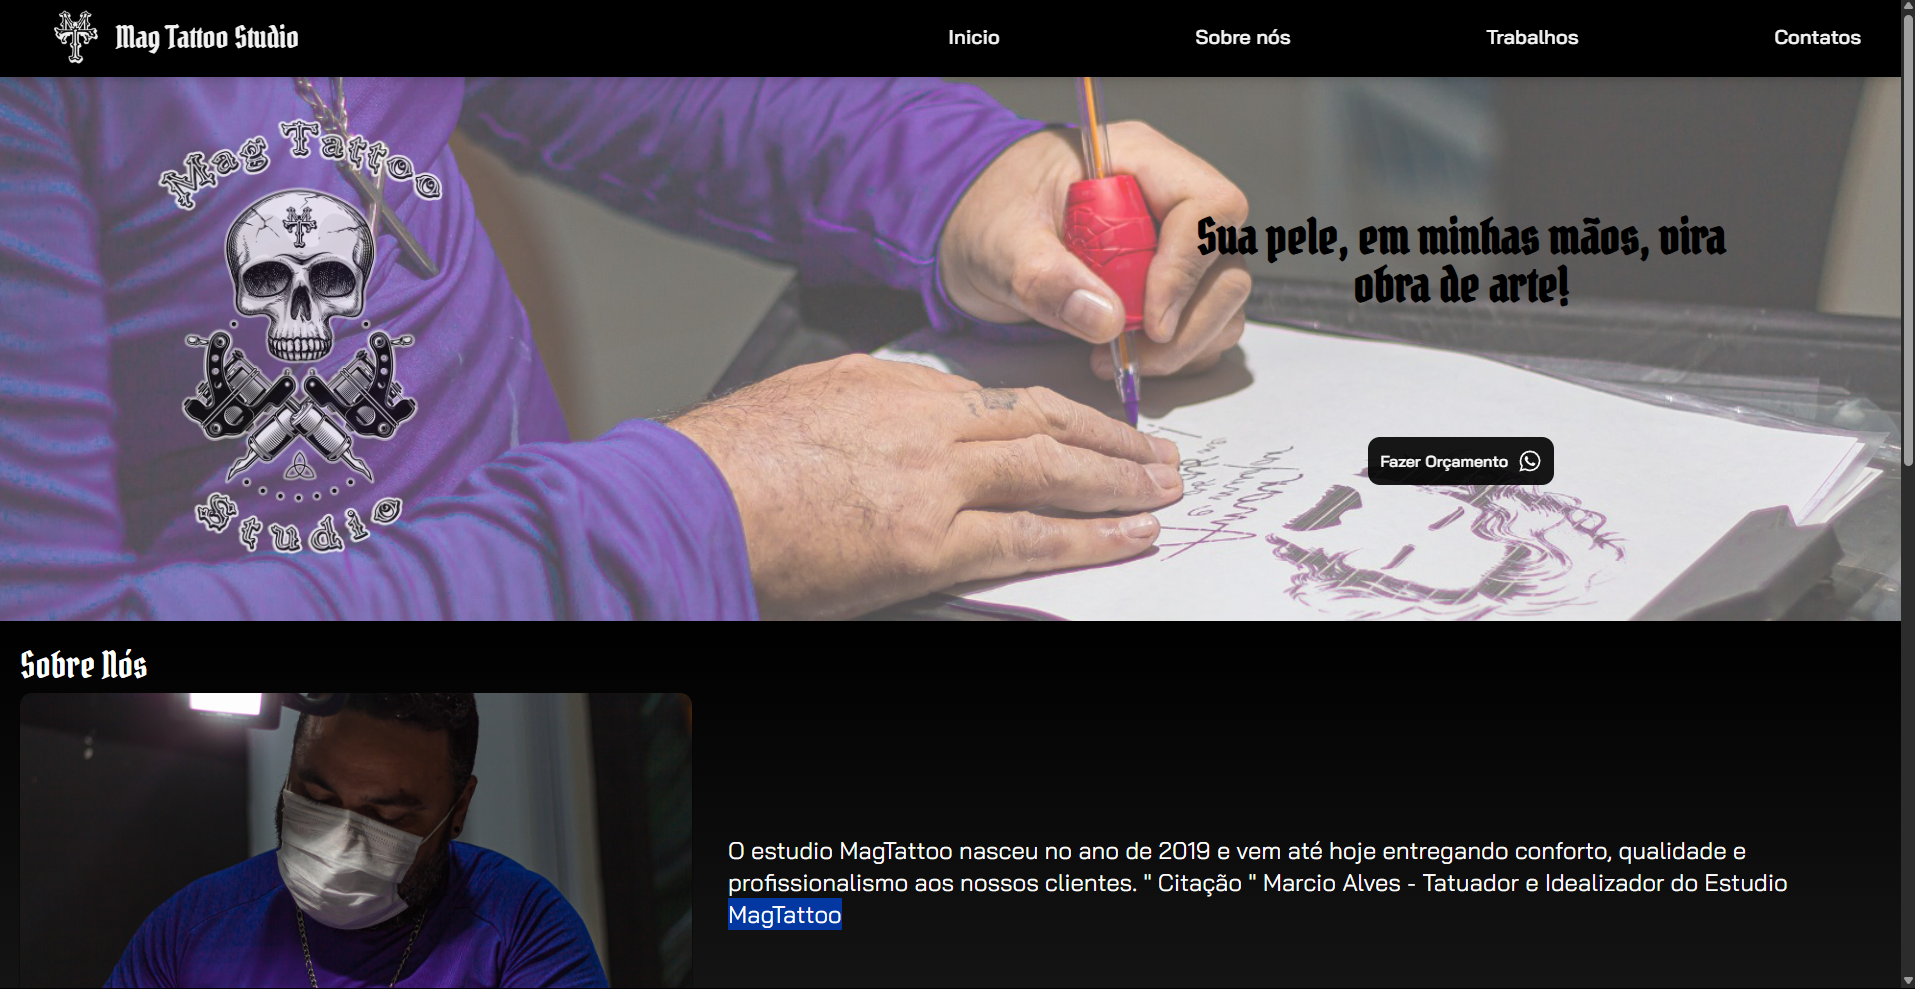 Mag Tattoo Studio
Inicio
Sobre nós
Trabalhos
Contatos
Mag Tattoo
Studio
Sua pele, em minhas mãos, vira
obra de arte!
Fazer Orçamento
Sobre Nós
O estudio MagTattoo nasceu no ano de 2019 e vem até hoje entregando conforto, qualidade e
profissionalismo aos nossos clientes. " Citação " Marcio Alves - Tatuador e Idealizador do Estudio
MagTattoo